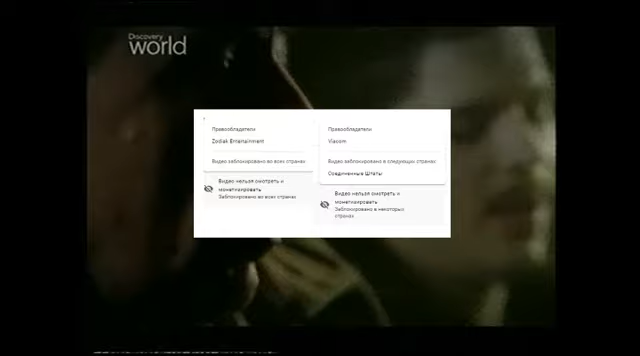 Discovery
world
Правообладатели
Zodiak Entertainment
Видео заблокировано во всех странах
Видео нельзя смотреть и
монетизировать
Заблокировано во всех странах
Правообладатели
Viacom
Видео заблокировано в следующих странах
Соединенные Штаты
Видео нельзя смотреть и
монетизировать
Заблокировано в некоторых
странах